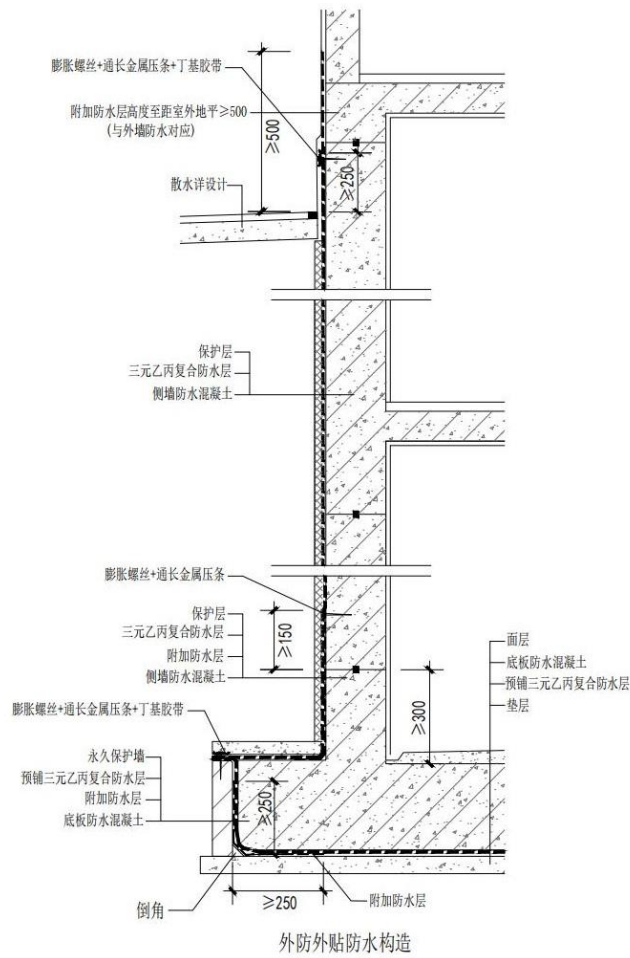 膨胀螺丝+通长金属压条+丁基胶带
附加防水层高度至距室外地平≥500
(与外墙防水对应)
≥500
≥250
散水详设计
保护层
三元乙丙复合防水层
侧墙防水混凝土
膨胀螺丝+通长金属压条
保护层
三元乙丙复合防水层
附加防水层
侧墙防水混凝土
≥150
面层
底板防水混凝土
预铺三元乙丙复合防水层
垫层
≥300
膨胀螺丝+通长金属压条+丁基胶带
永久保护墙
预铺三元乙丙复合防水层
附加防水层
底板防水混凝土
≥250
倒角
≥250
附加防水层
外防外贴防水构造